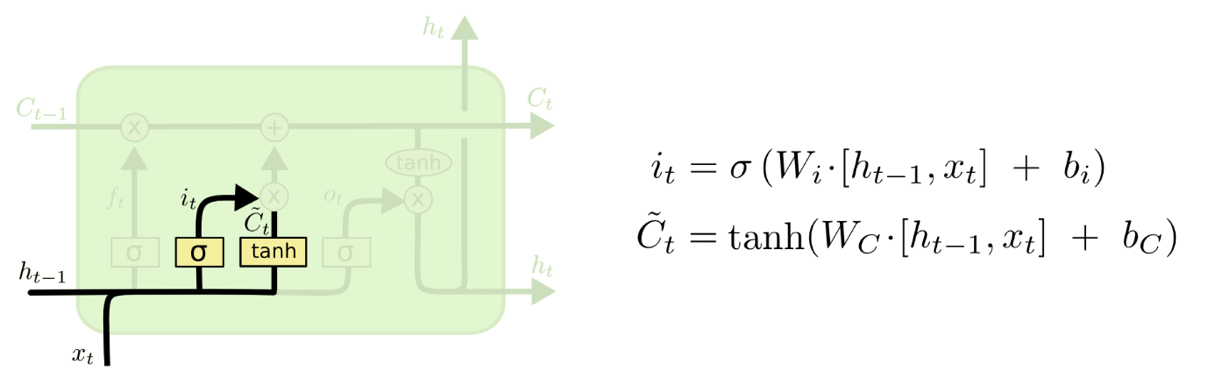 h_t
C_{t-1} C_t
x +
tanh
f_t i_t x o_t x
C̃_t
σ σ tanh σ
h_{t-1} h_t
x_t
i_t = σ (W_i·[h_{t-1}, x_t] + b_i)
C̃_t = tanh(W_C·[h_{t-1}, x_t] + b_C)